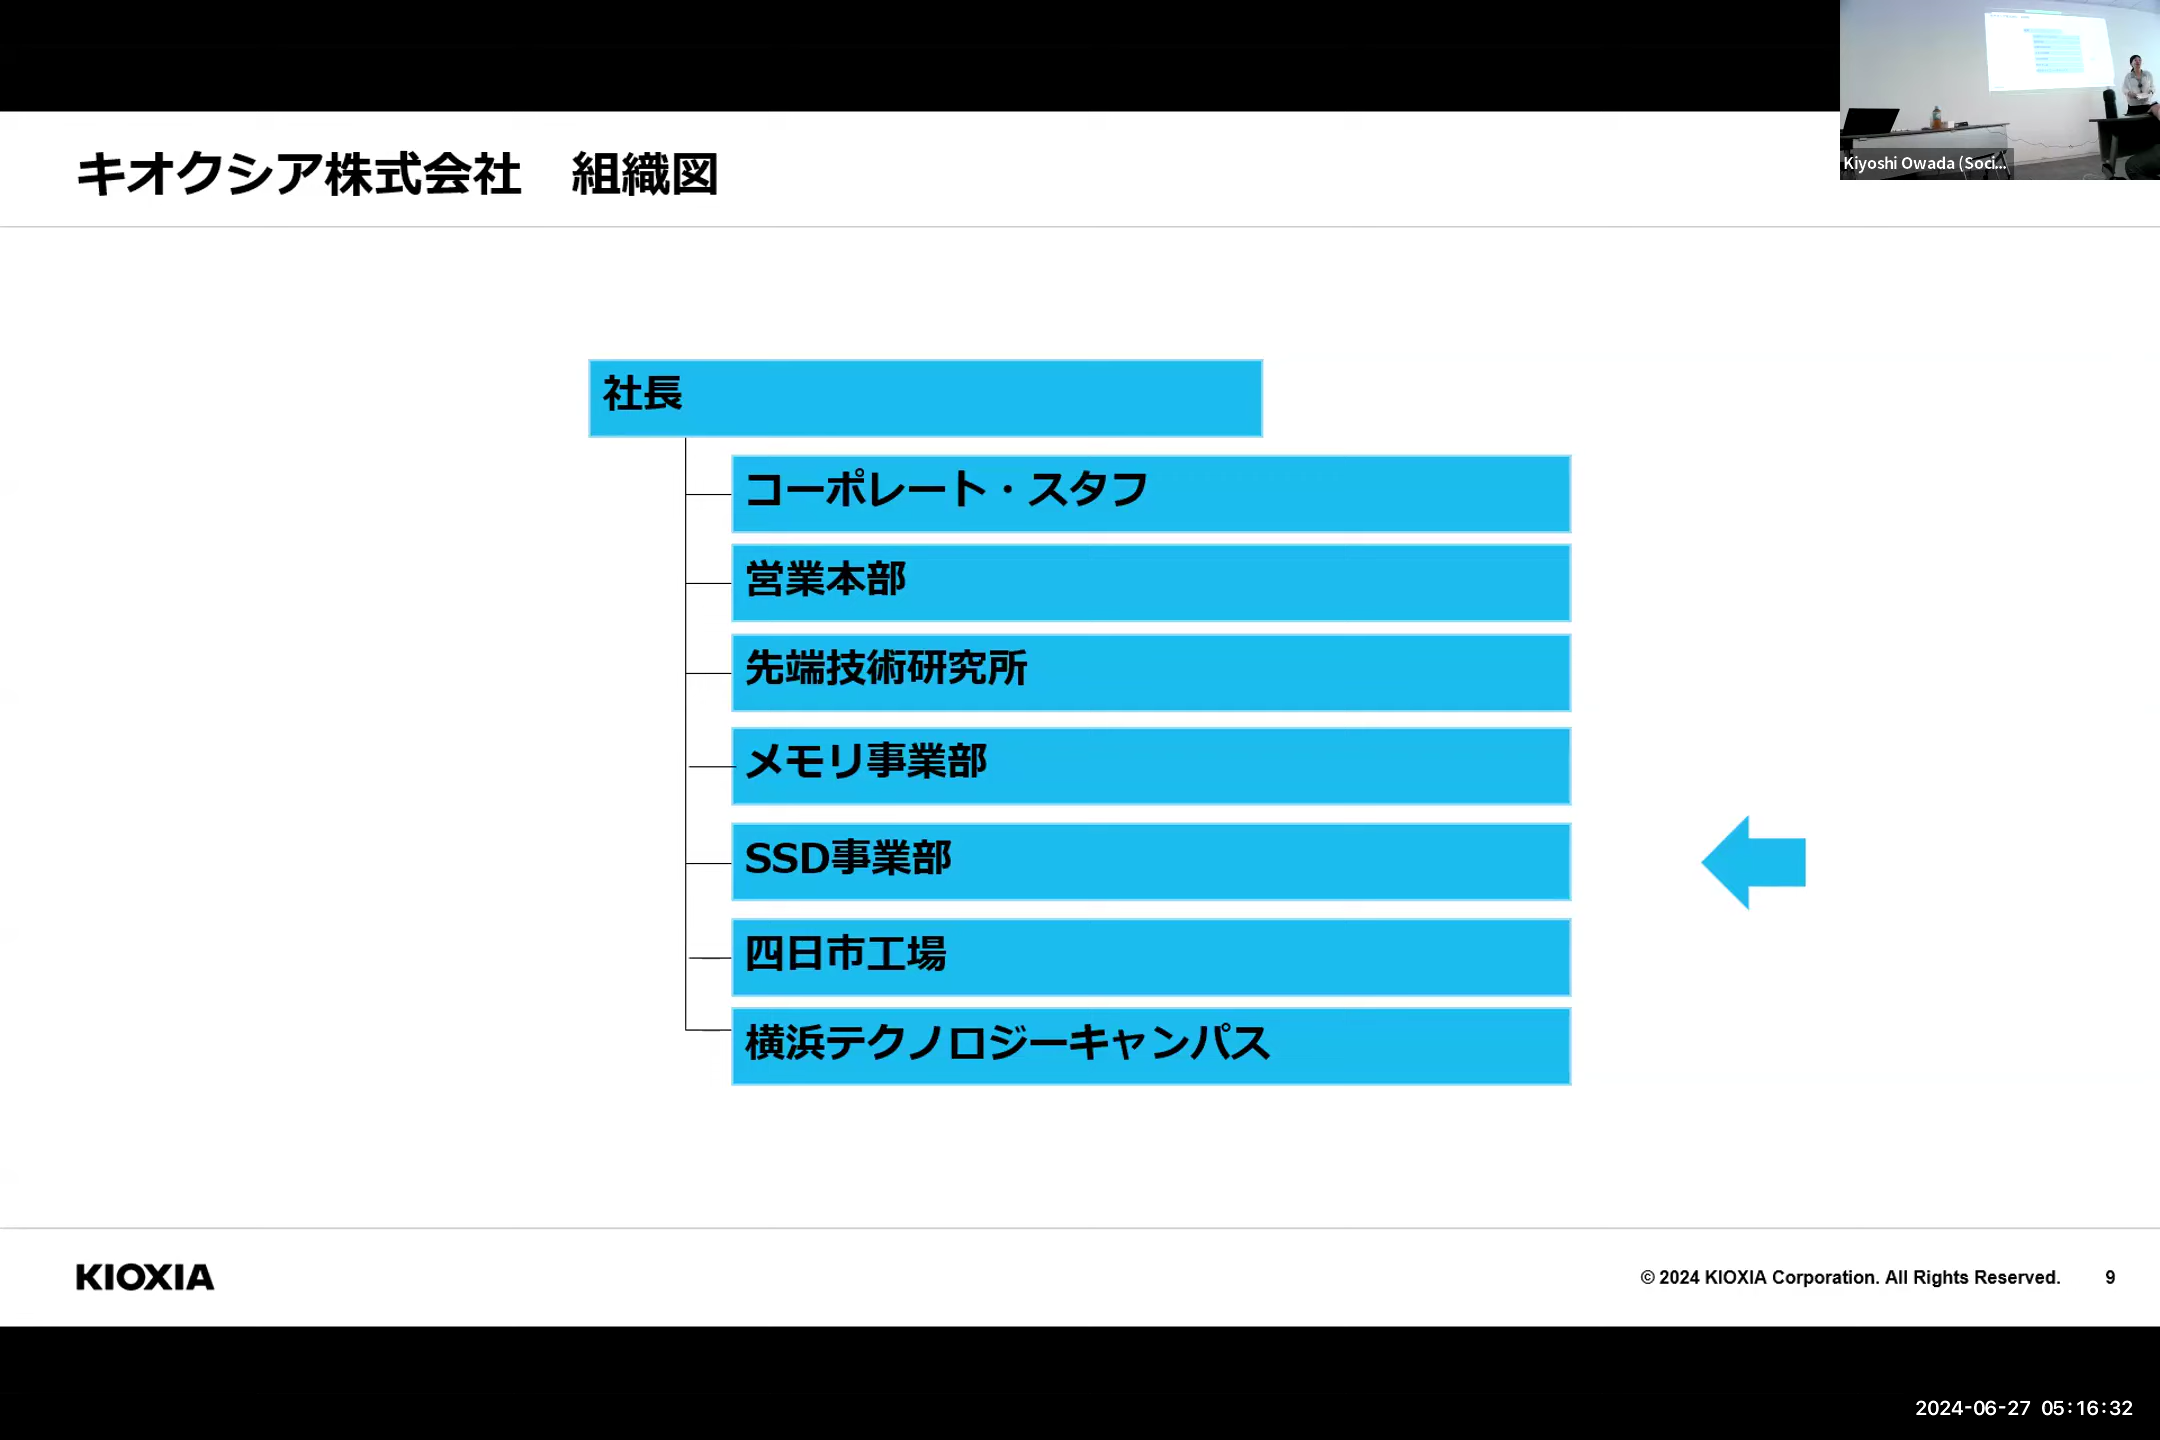 Kiyoshi Owada (Soci...
キオクシア株式会社　組織図
社長
コーポレート・スタフ
営業本部
先端技術研究所
メモリ事業部
SSD事業部
四日市工場
横浜テクノロジーキャンパス
KIOXIA
© 2024 KIOXIA Corporation. All Rights Reserved.
9
2024-06-27 05:16:32